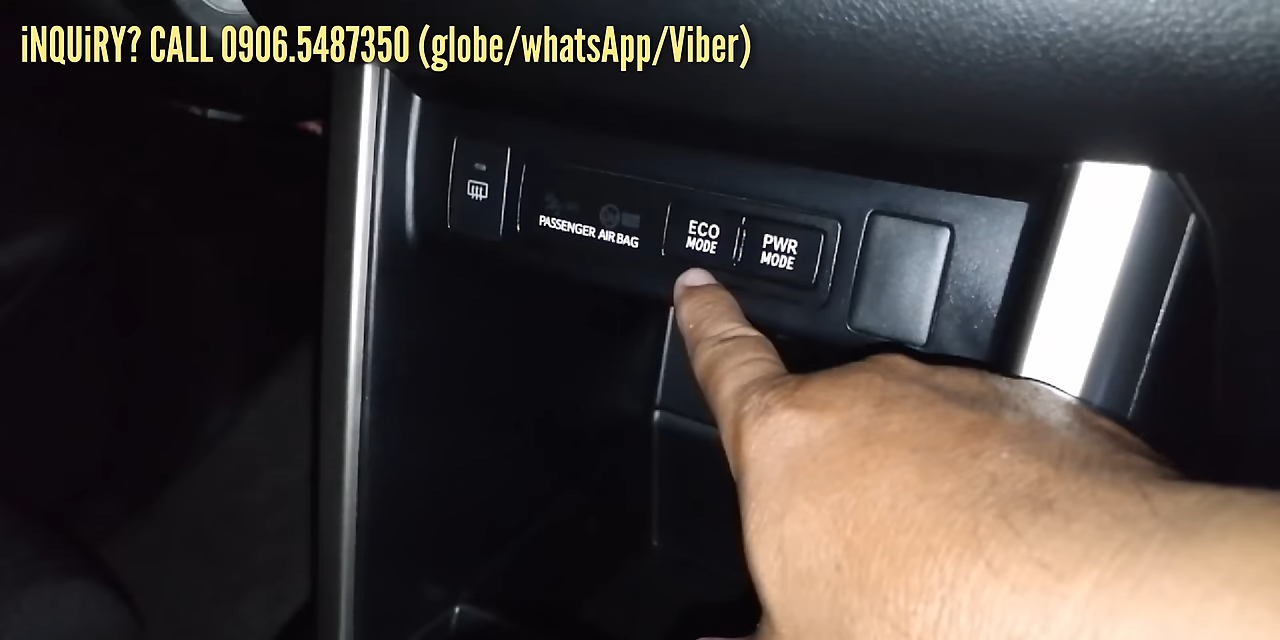 iNQUiRY? CALL 0906.5487350 (globe/whatsApp/Viber)
PASSENGER AIR BAG
ECO
MODE
PWR
MODE